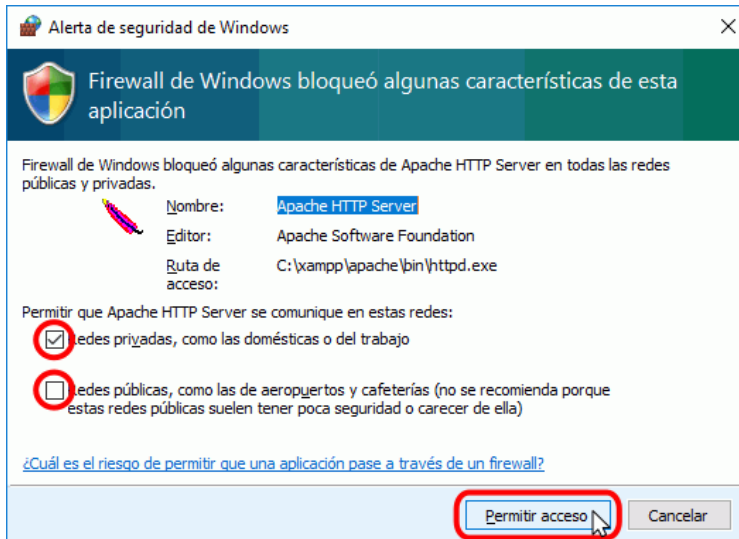 Alerta de seguridad de Windows
Firewall de Windows bloqueó algunas características de esta
aplicación
Firewall de Windows bloqueó algunas características de Apache HTTP Server en todas las redes
públicas y privadas.
Nombre: Apache HTTP Server
Editor: Apache Software Foundation
Ruta de acceso: C:\xampp\apache\bin\httpd.exe
Permitir que Apache HTTP Server se comunique en estas redes:
Redes privadas, como las domésticas o del trabajo
Redes públicas, como las de aeropuertos y cafeterías (no se recomienda porque
estas redes públicas suelen tener poca seguridad o carecer de ella)
¿Cuál es el riesgo de permitir que una aplicación pase a través de un firewall?
Permitir acceso Cancelar